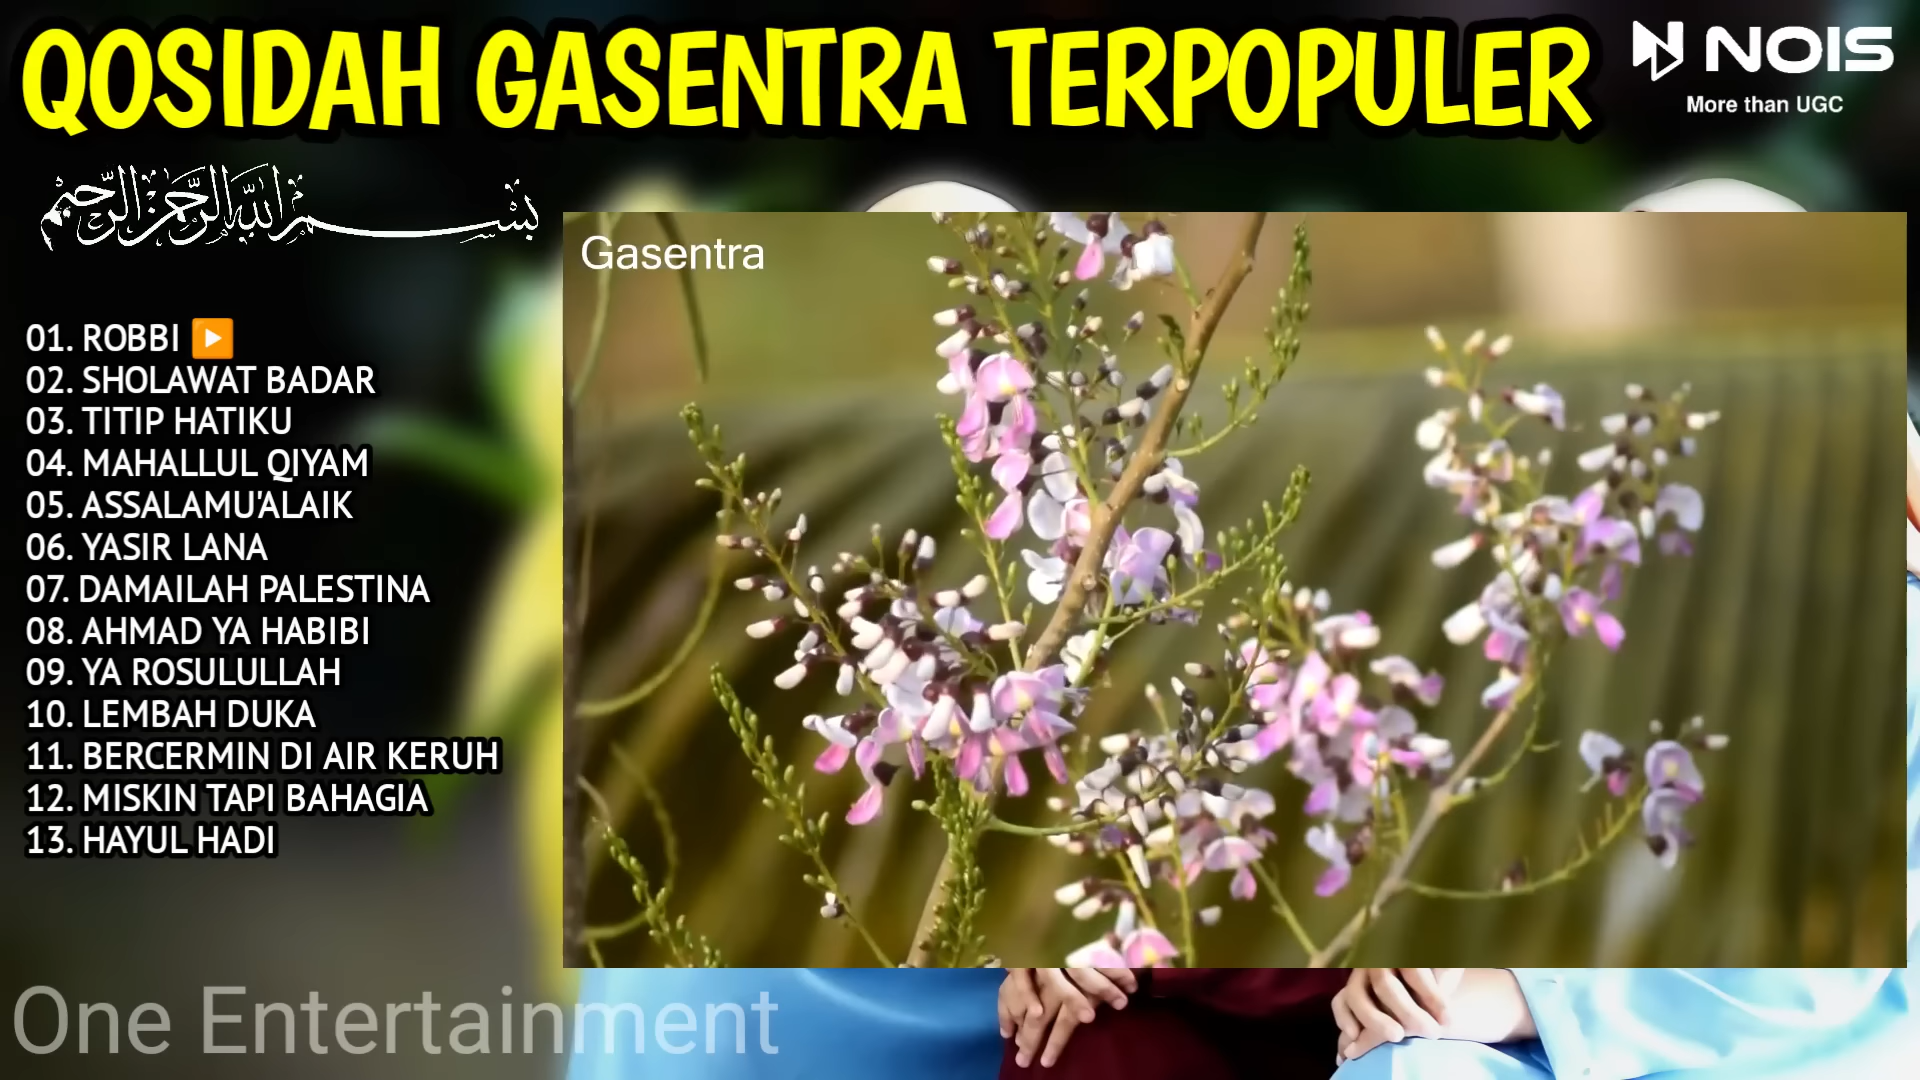 QOSIDAH GASENTRA TERPOPULER
NOIS
More than UGC
بسم الله الرحمن الرحيم
Gasentra
01. ROBBI
02. SHOLAWAT BADAR
03. TITIP HATIKU
04. MAHALLUL QIYAM
05. ASSALAMU'ALAIK
06. YASIR LANA
07. DAMAILAH PALESTINA
08. AHMAD YA HABIBI
09. YA ROSULULLAH
10. LEMBAH DUKA
11. BERCERMIN DI AIR KERUH
12. MISKIN TAPI BAHAGIA
13. HAYUL HADI
One Entertainment